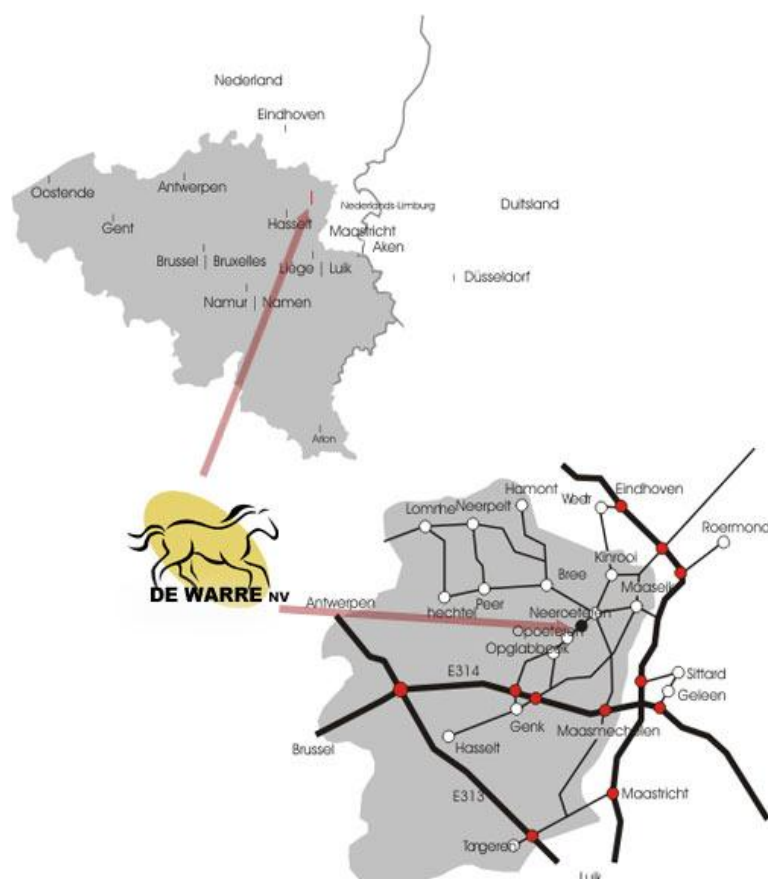 Nederland
Eindhoven
Oostende
Antwerpen
Nederlands-Limburg
Duitsland
Gent
Hasselt
Maastricht
Aken
Brussel | Bruxelles
Liège | Luik
Düsseldorf
Namur | Namen
Arlon
DE WARRE NV
Hamont
Eindhoven
Lommel
Neerpelt
Roermond
Kinrooi
Bree
Maaseik
Antwerpen
hechtel
Peer
Neeroeteren
Opoeteren
Opglabbeek
E314
Sittard
Geleen
Genk
Brussel
Hasselt
Maasmechelen
E313
Maastricht
Tongeren
Luik